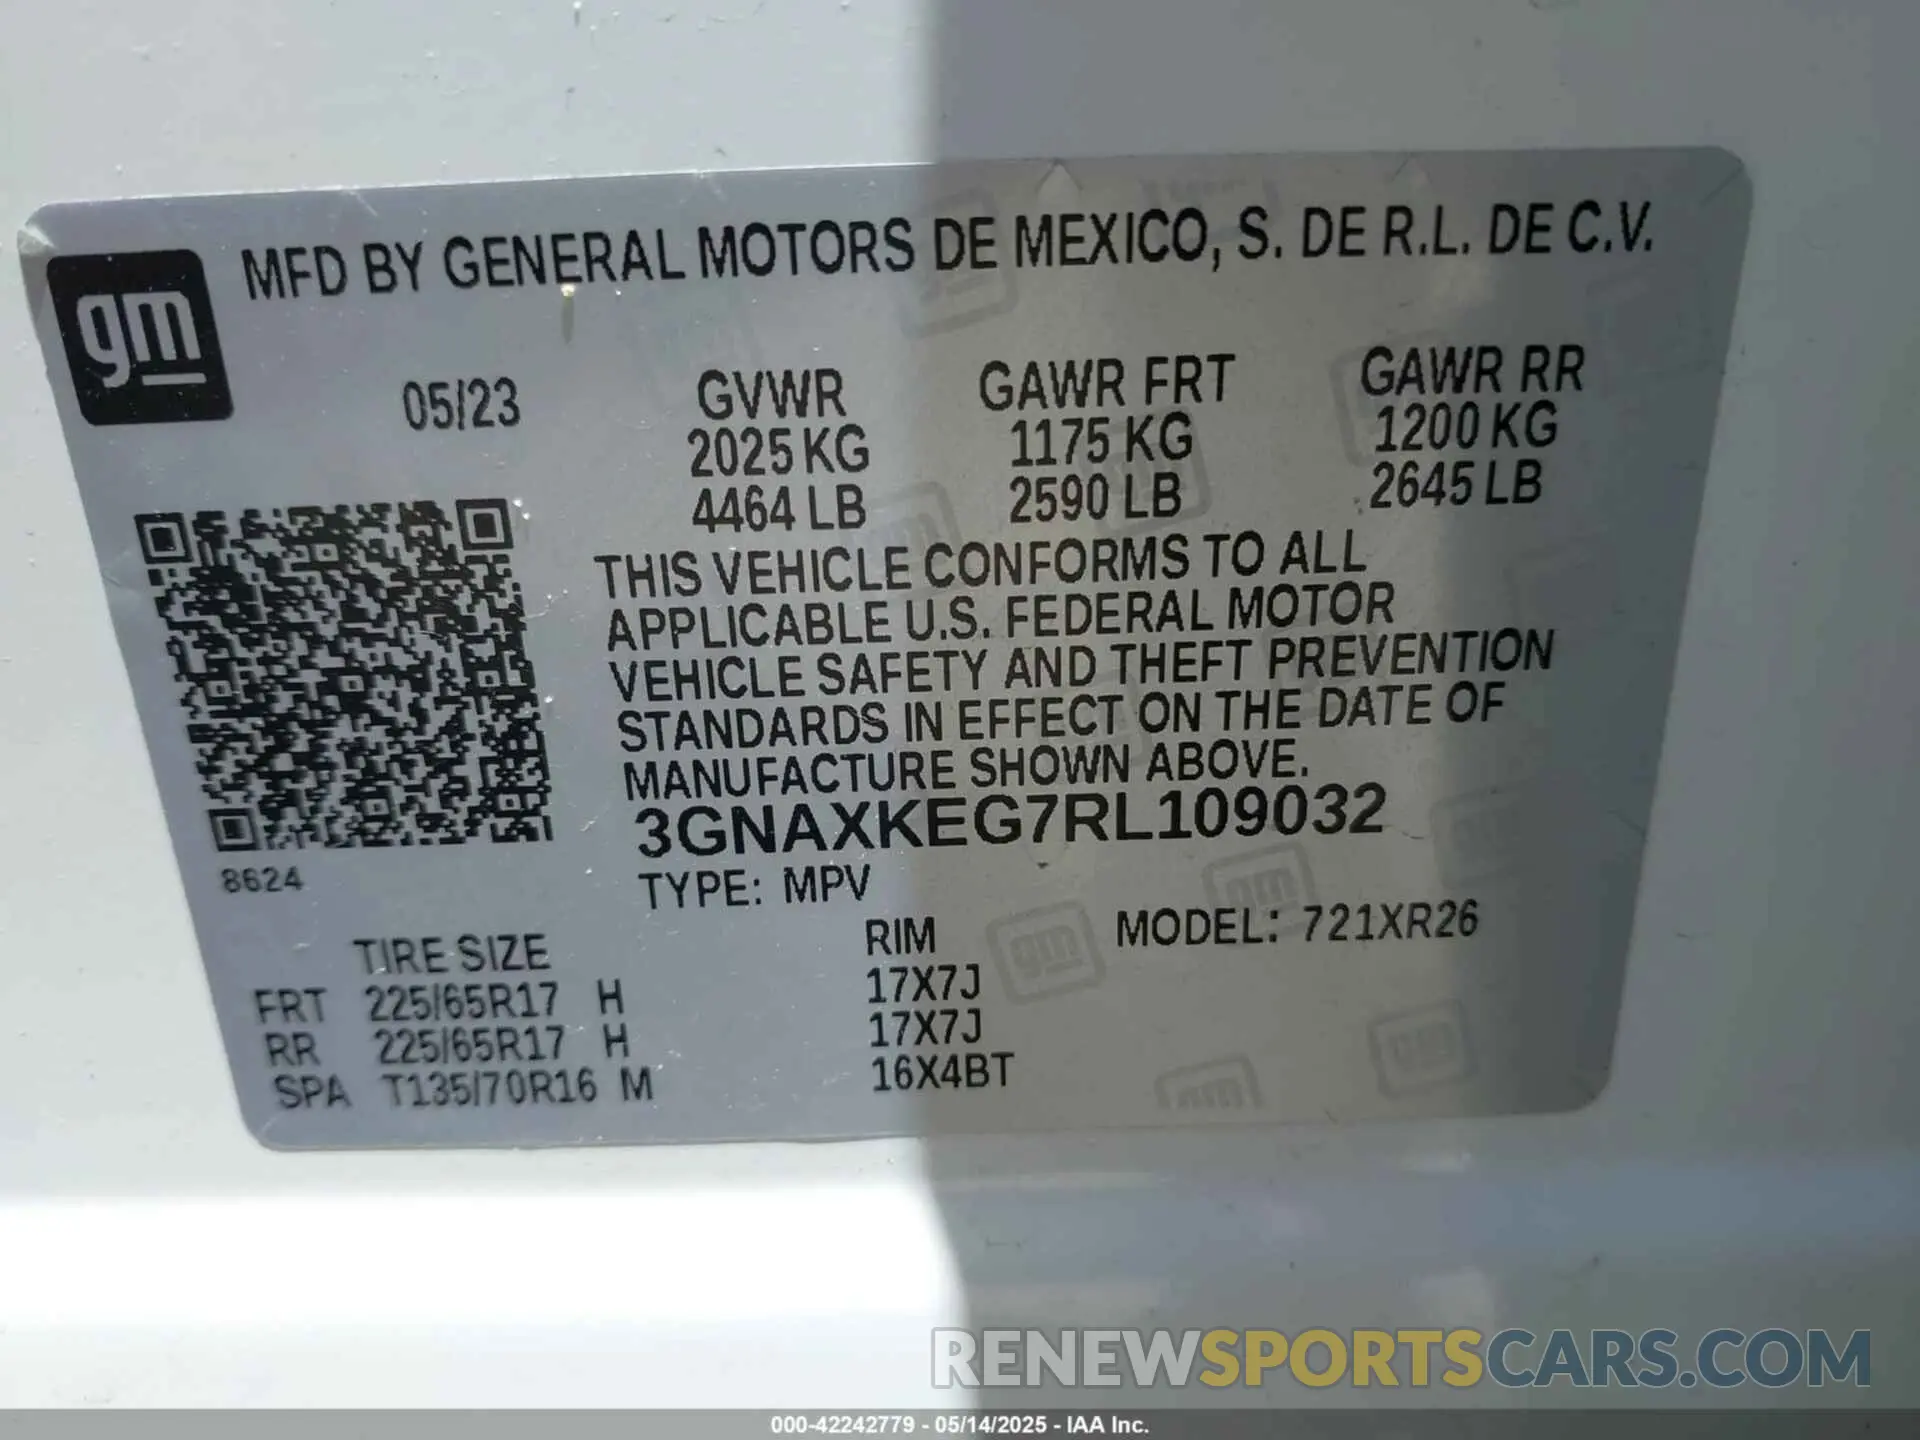 MFD BY GENERAL MOTORS DE MEXICO, S. DE R.L. DE C.V.
gm
05/23
GVWR GAWR FRT GAWR RR
2025 KG 1175 KG 1200 KG
4464 LB 2590 LB 2645 LB
THIS VEHICLE CONFORMS TO ALL
APPLICABLE U.S. FEDERAL MOTOR
VEHICLE SAFETY AND THEFT PREVENTION
STANDARDS IN EFFECT ON THE DATE OF
MANUFACTURE SHOWN ABOVE.
3GNAXKEG7RL109032
8624
TYPE: MPV
MODEL: 721XR26
TIRE SIZE RIM
FRT 225/65R17 H 17X7J
RR 225/65R17 H 17X7J
SPA T135/70R16 M 16X4BT
RENEWSPORTSCARS.COM
000-42242779 - 05/14/2025 - IAA Inc.